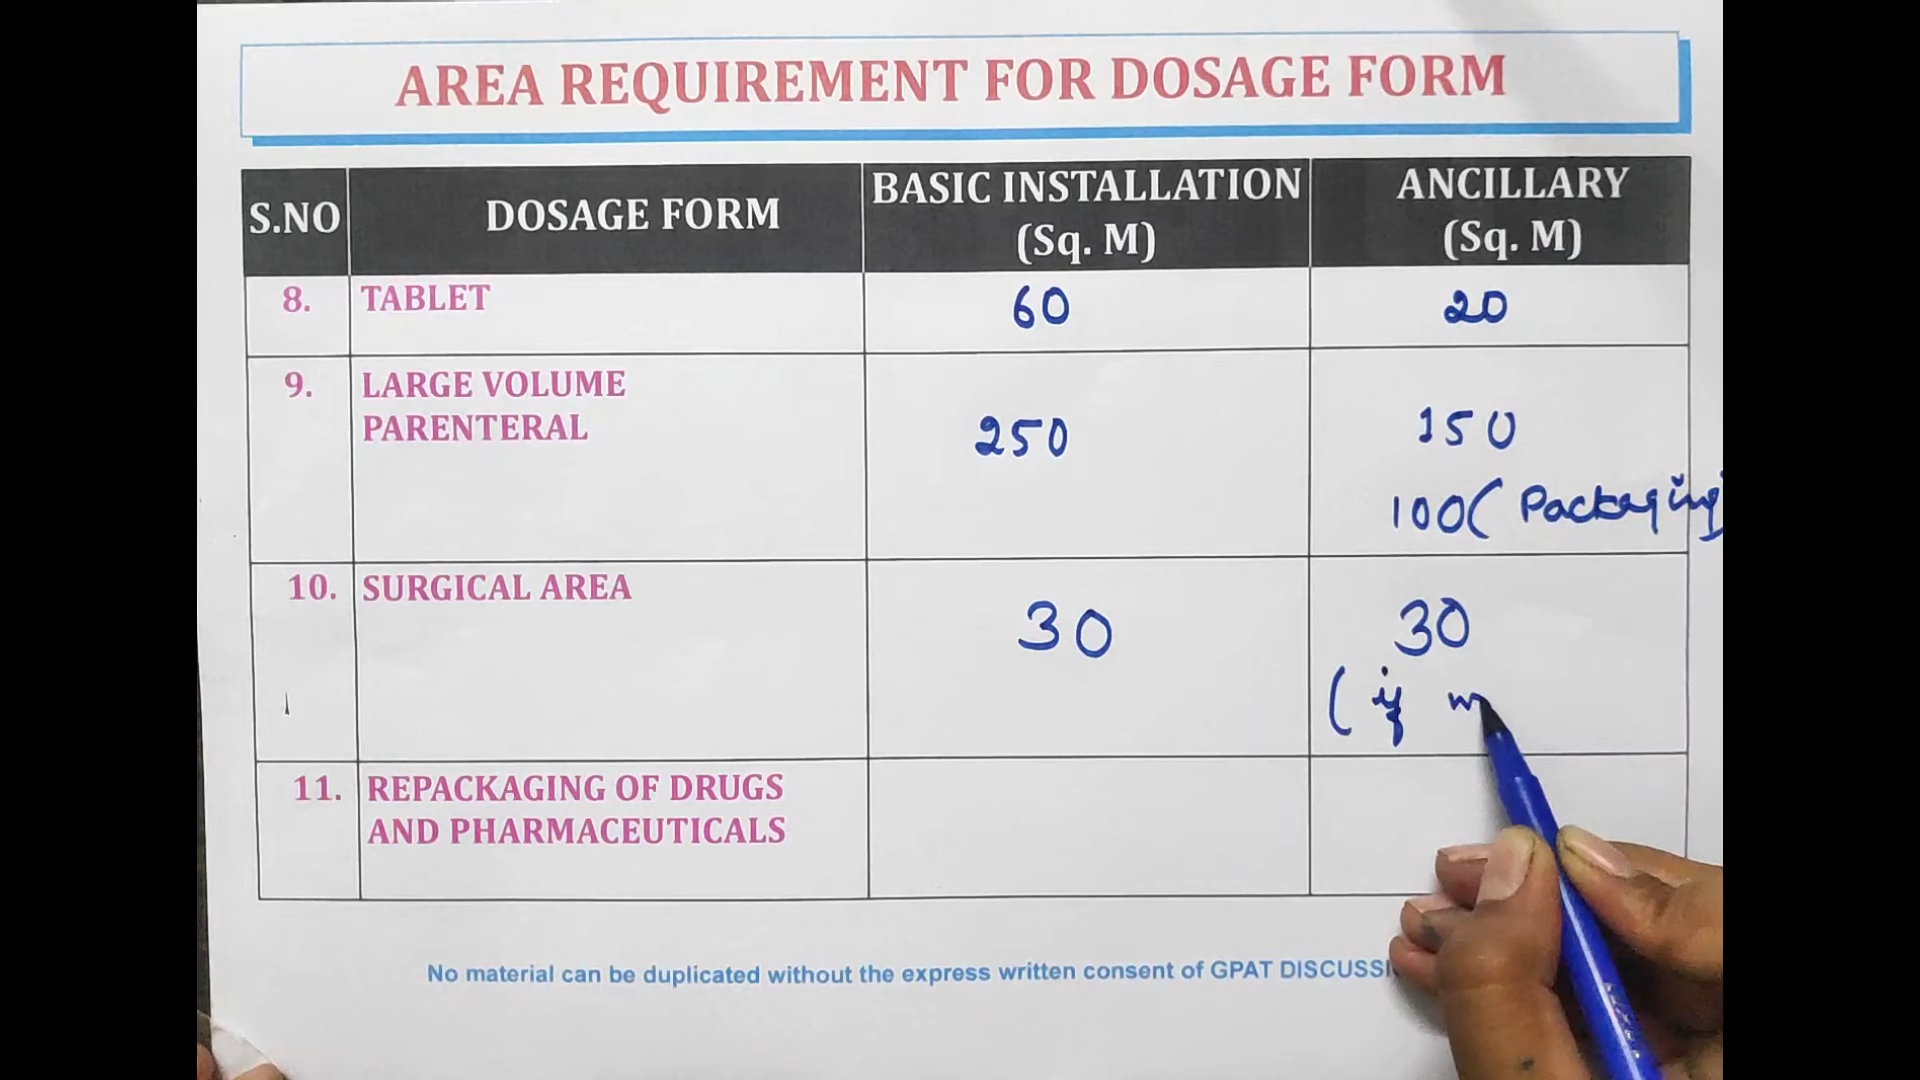 AREA REQUIREMENT FOR DOSAGE FORM
S.NO
DOSAGE FORM
BASIC INSTALLATION
(Sq. M)
ANCILLARY
(Sq. M)
8.
TABLET
60
20
9.
LARGE VOLUME
PARENTERAL
250
150
100( Packaging)
10.
SURGICAL AREA
30
30
( if
11.
REPACKAGING OF DRUGS
AND PHARMACEUTICALS
No material can be duplicated without the express written consent of GPAT